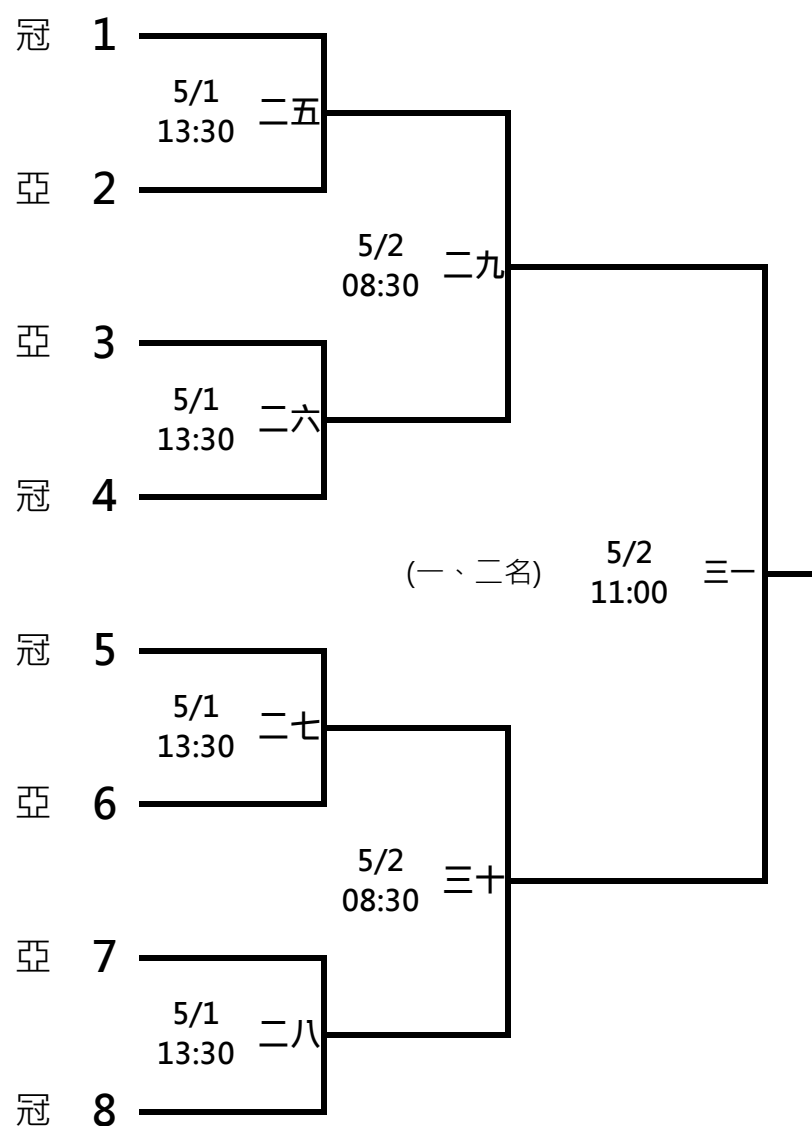 冠 1
5/1
13:30
二五
亞 2
5/2
08:30
二九
亞 3
5/1
13:30
二六
冠 4
(一、二名)
5/2
11:00
三一
冠 5
5/1
13:30
二七
亞 6
5/2
08:30
三十
亞 7
5/1
13:30
二八
冠 8